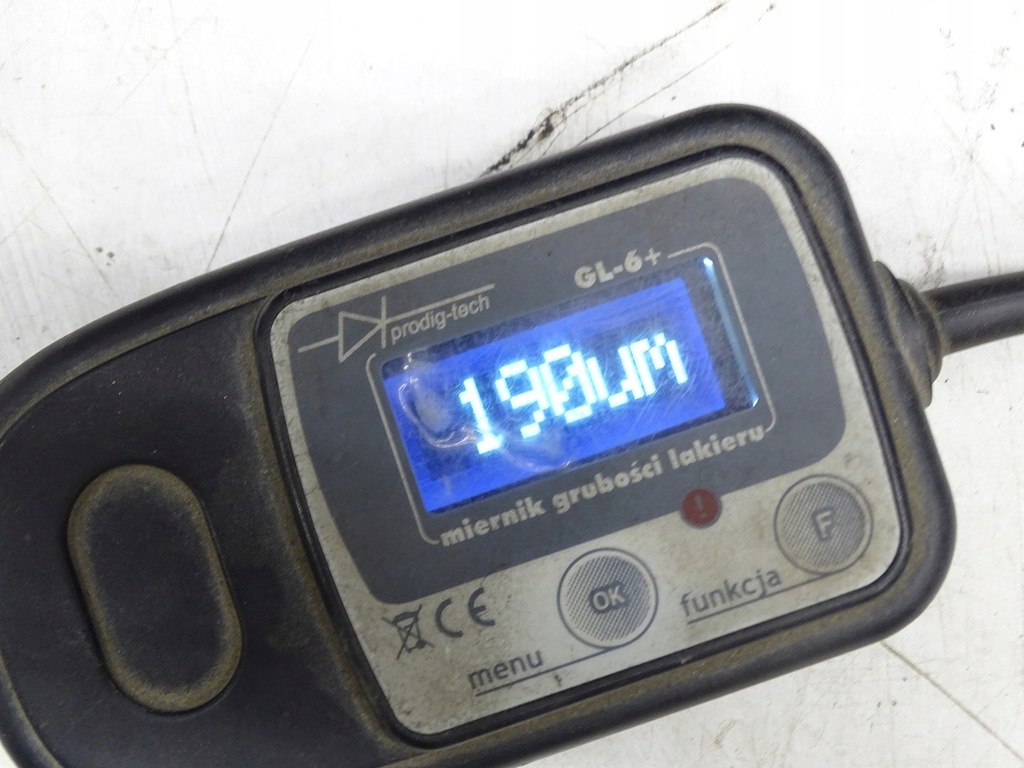 GL-6+
prodig-tech
190um
miernik grubości lakieru
!
F
OK
funkcja
CE
menu